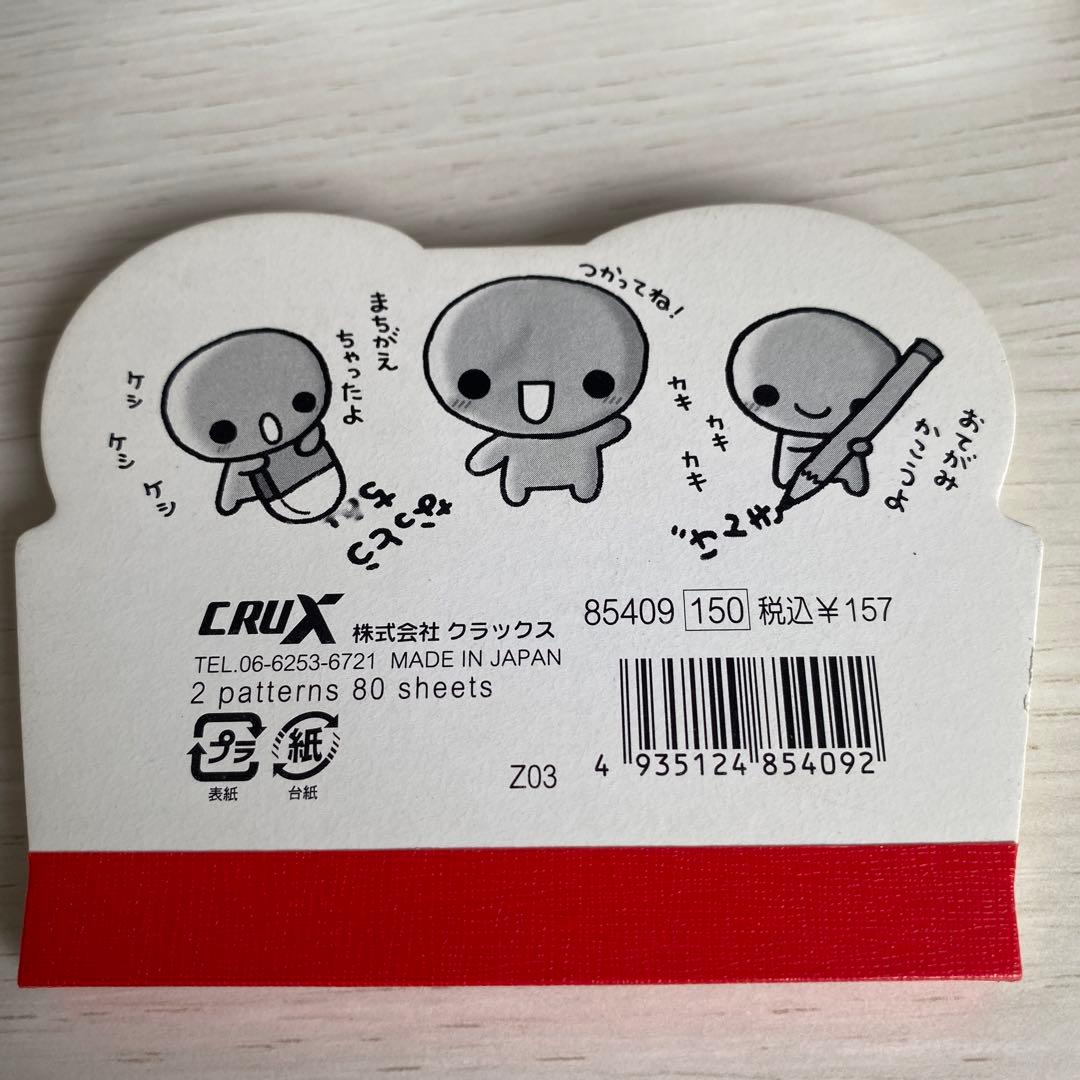 まちがえ
ちゃったよ
ケシ
ケシ
ケシ
つかってね!
カキ
カキ
カキ
おてがみ
かこうよ
CRUX 株式会社 クラックス
TEL.06-6253-6721 MADE IN JAPAN
2 patterns 80 sheets
85409 150 税込¥157
プラ 紙
表紙 台紙
Z03
4 935124 854092